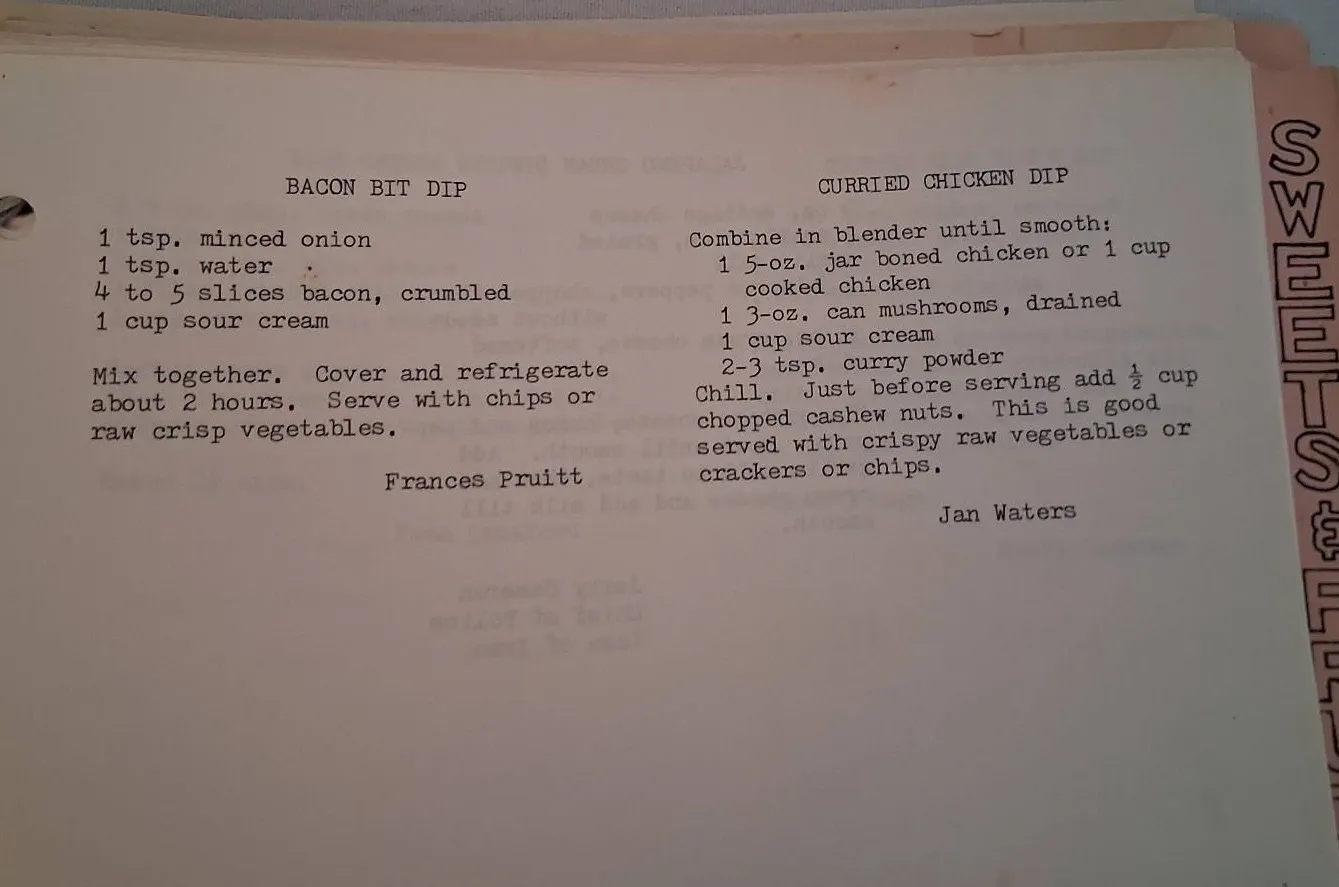 BACON BIT DIP
1 tsp. minced onion
1 tsp. water
4 to 5 slices bacon, crumbled
1 cup sour cream
Mix together. Cover and refrigerate
about 2 hours. Serve with chips or
raw crisp vegetables.
Frances Pruitt
CURRIED CHICKEN DIP
Combine in blender until smooth:
1 5-oz. jar boned chicken or 1 cup
cooked chicken
1 3-oz. can mushrooms, drained
1 cup sour cream
2-3 tsp. curry powder
Chill. Just before serving add ½ cup
chopped cashew nuts. This is good
served with crispy raw vegetables or
crackers or chips.
Jan Waters
SWEETS &